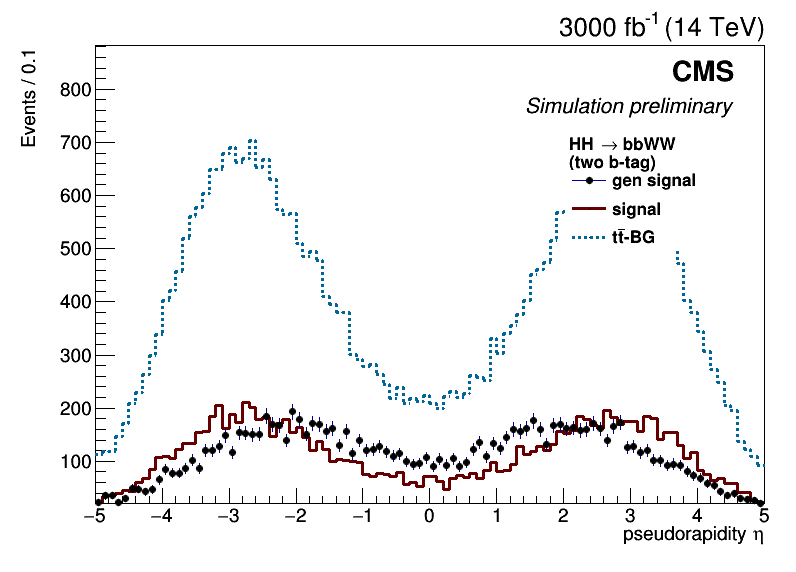 3000 fb⁻¹ (14 TeV)
Events / 0.1
CMS
Simulation preliminary
HH → bbWW
(two b-tag)
gen signal
signal
tt̄-BG
800
700
600
500
400
300
200
100
−5 −4 −3 −2 −1 0 1 2 3 4 5
pseudorapidity η